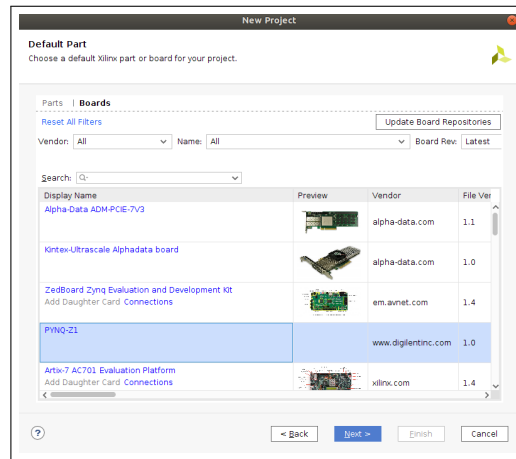 New Project
Default Part
Choose a default Xilinx part or board for your project.
Parts | Boards
Reset All Filters
Update Board Repositories
Vendor: All Name: All Board Rev: Latest
Search: Q-
Display Name Preview Vendor File Ver
Alpha-Data ADM-PCIE-7V3 alpha-data.com 1.1
Kintex-Ultrascale Alphadata board alpha-data.com 1.0
ZedBoard Zynq Evaluation and Development Kit
Add Daughter Card Connections em.avnet.com 1.4
PYNQ-Z1 www.digilentinc.com 1.0
Artix-7 AC701 Evaluation Platform
Add Daughter Card Connections xilinx.com 1.4
? < Back Next > Finish Cancel